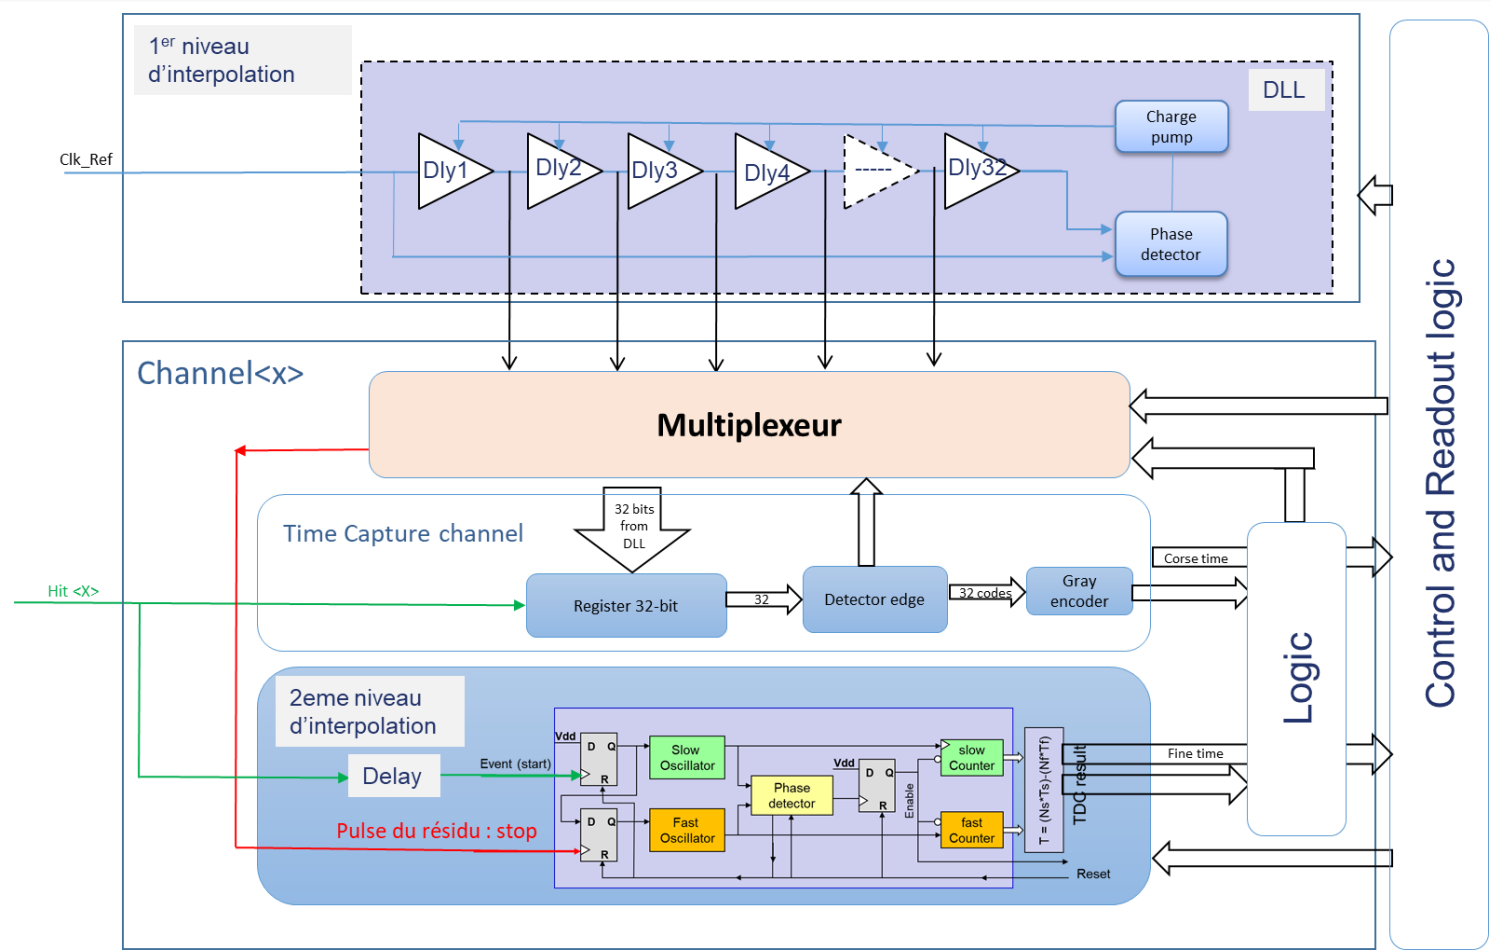 1er niveau
d’interpolation
DLL
Charge
pump
Clk_Ref
Dly1
Dly2
Dly3
Dly4
-----
Dly32
Phase
detector
Control and Readout logic
Channel<x>
Multiplexeur
32 bits
from
DLL
Time Capture channel
Hit <X>
Register 32-bit
32
Detector edge
32 codes
Gray
encoder
Corse time
Logic
2eme niveau
d’interpolation
Delay
Event (start)
Pulse du résidu : stop
Vdd
D Q
R
Slow
Oscillator
D Q
R
Fast
Oscillator
Phase
detector
Vdd
D Q
R
Enable
slow
Counter
fast
Counter
T = (Ns*Ts)-(Nf*Tf)
TDC result
Fine time
Reset